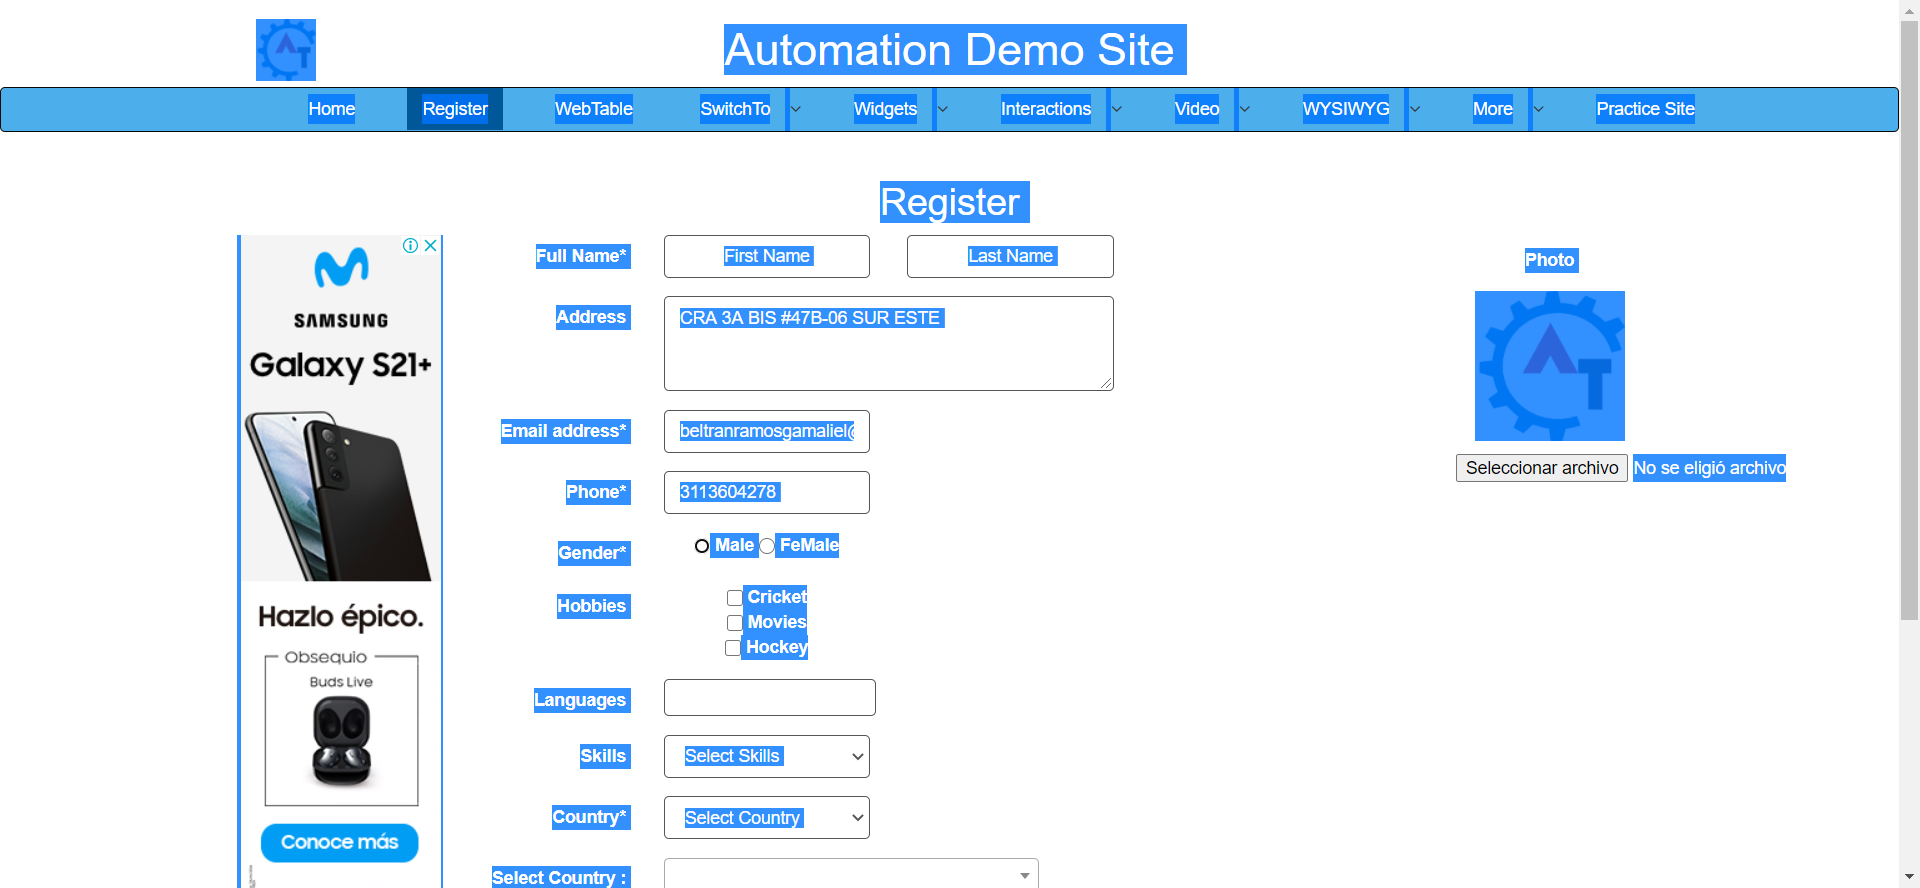 Automation Demo Site
Home Register WebTable SwitchTo Widgets Interactions Video WYSIWYG More Practice Site
Register
SAMSUNG
Galaxy S21+
Hazlo épico.
Obsequio
Buds Live
Conoce más
Full Name* First Name Last Name
Address CRA 3A BIS #47B-06 SUR ESTE
Email address* beltranramosgamaliel@
Phone* 3113604278
Gender* Male FeMale
Hobbies Cricket
Movies
Hockey
Languages
Skills Select Skills
Country* Select Country
Select Country :
Photo
AT
Seleccionar archivo No se eligió archivo